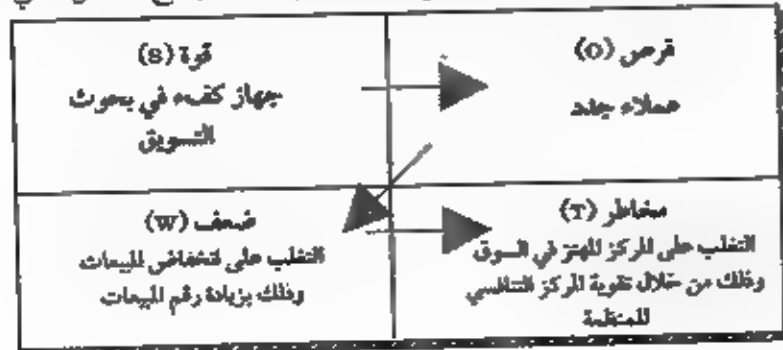 قوة (S)
جهاز كفء في بحوث
التسويق
فرص (O)
عملاء جدد
ضعف (W)
التغلب على انخفاض المبيعات
وذلك بزيادة رقم المبيعات
مخاطر (T)
التغلب على المركز المهتز في السوق
وذلك من خلال تقوية المركز التنافسي
للمنظمة